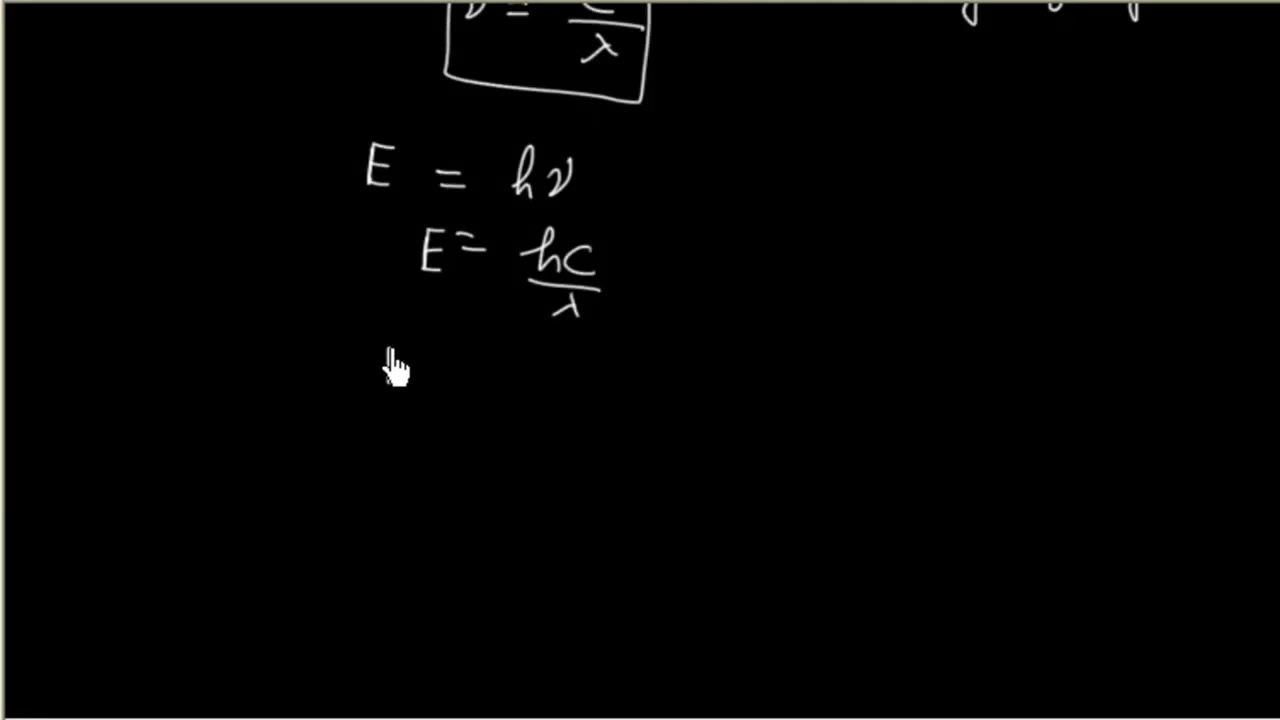 ν = c/λ
E = hν
E = hc/λ